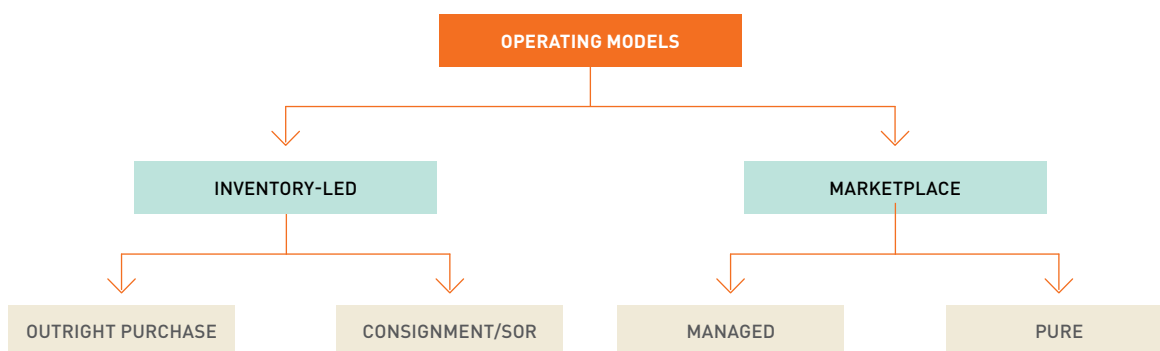 OPERATING MODELS
INVENTORY-LED
MARKETPLACE
OUTRIGHT PURCHASE
CONSIGNMENT/SOR
MANAGED
PURE